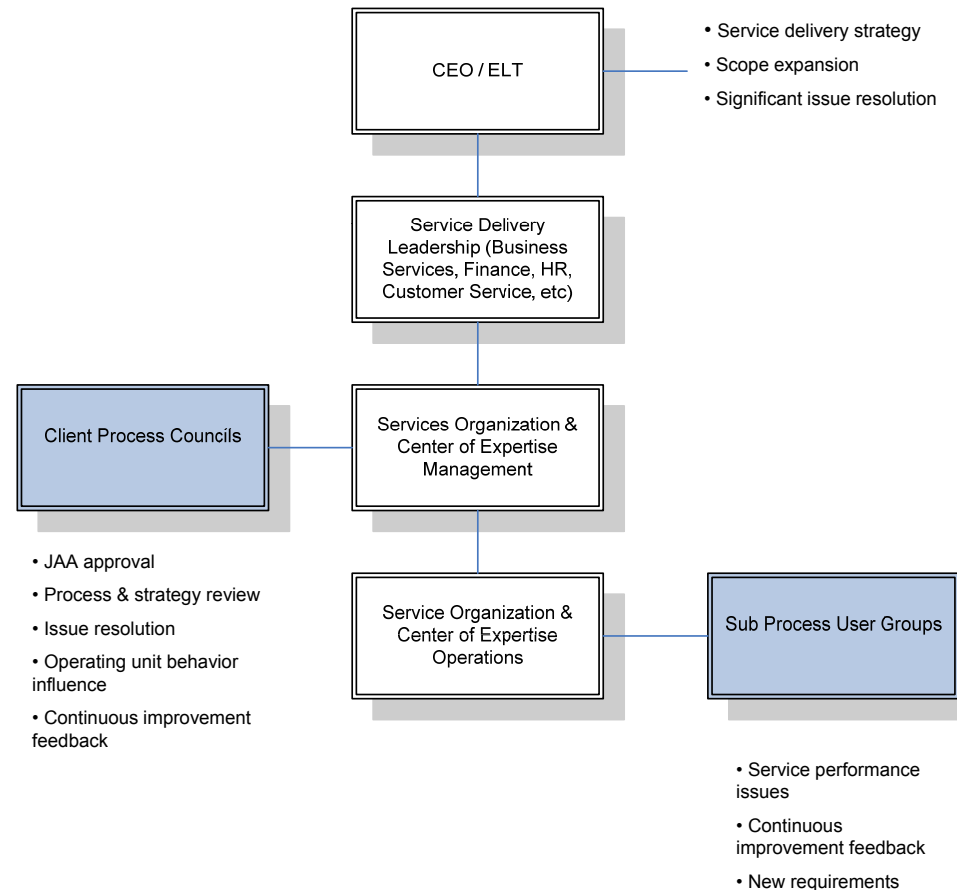 CEO / ELT
• Service delivery strategy
• Scope expansion
• Significant issue resolution
Service Delivery
Leadership (Business
Services, Finance, HR,
Customer Service, etc)
Client Process Councils
Services Organization &
Center of Expertise
Management
• JAA approval
• Process & strategy review
• Issue resolution
• Operating unit behavior
influence
• Continuous improvement
feedback
Service Organization &
Center of Expertise
Operations
Sub Process User Groups
• Service performance
issues
• Continuous
improvement feedback
• New requirements